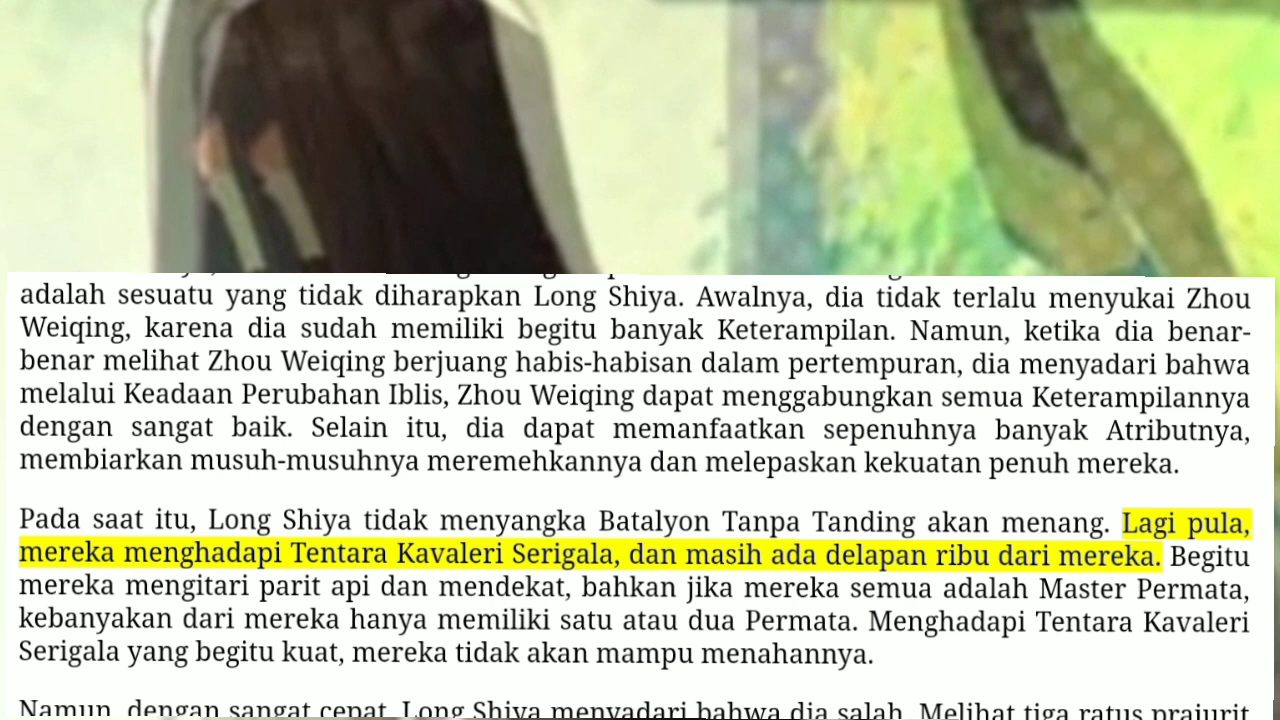 adalah sesuatu yang tidak diharapkan Long Shiya. Awalnya, dia tidak terlalu menyukai Zhou
Weiqing, karena dia sudah memiliki begitu banyak Keterampilan. Namun, ketika dia benar-
benar melihat Zhou Weiqing berjuang habis-habisan dalam pertempuran, dia menyadari bahwa
melalui Keadaan Perubahan Iblis, Zhou Weiqing dapat menggabungkan semua Keterampilannya
dengan sangat baik. Selain itu, dia dapat memanfaatkan sepenuhnya banyak Atributnya,
membiarkan musuh-musuhnya meremehkannya dan melepaskan kekuatan penuh mereka.
Pada saat itu, Long Shiya tidak menyangka Batalyon Tanpa Tanding akan menang. Lagi pula,
mereka menghadapi Tentara Kavaleri Serigala, dan masih ada delapan ribu dari mereka. Begitu
mereka mengitari parit api dan mendekat, bahkan jika mereka semua adalah Master Permata,
kebanyakan dari mereka hanya memiliki satu atau dua Permata. Menghadapi Tentara Kavaleri
Serigala yang begitu kuat, mereka tidak akan mampu menahannya.
Namun, dengan sangat cepat, Long Shiya menyadari bahwa dia salah. Melihat tiga ratus prajurit